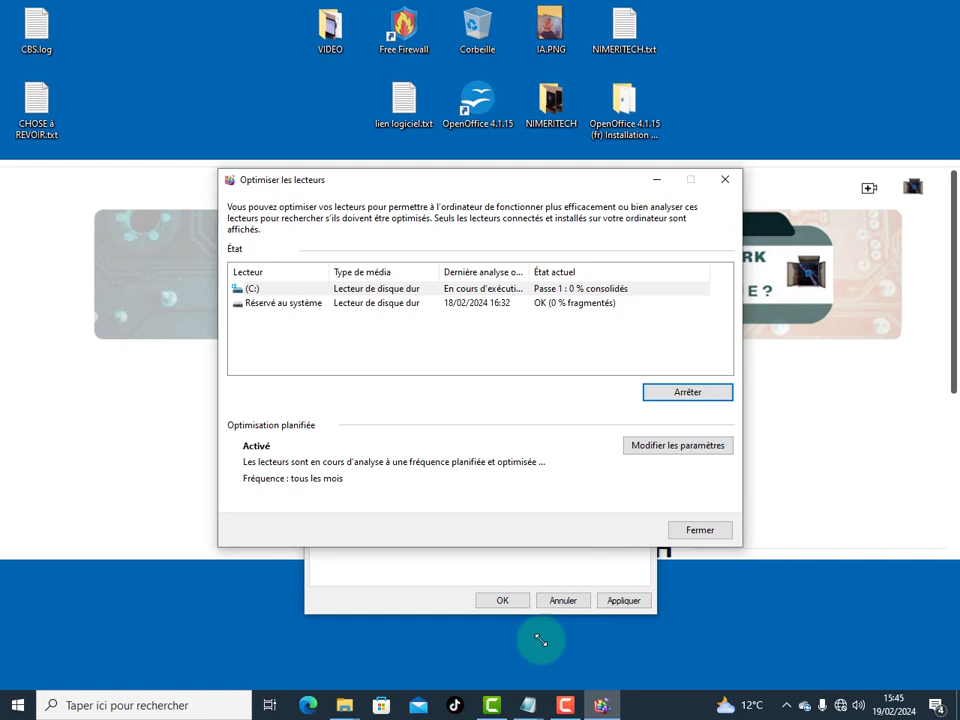 CBS.log
VIDEO
Free Firewall
Corbeille
IA.PNG
NIMERITECH.txt
CHOSE à
REVOIR.txt
lien logiciel.txt
OpenOffice 4.1.15
NIMERITECH
OpenOffice 4.1.15
(fr) Installation ...
Optimiser les lecteurs
Vous pouvez optimiser vos lecteurs pour permettre à l'ordinateur de fonctionner plus efficacement ou bien analyser ces
lecteurs pour rechercher s'ils doivent être optimisés. Seuls les lecteurs connectés et installés sur votre ordinateur sont
affichés.
État
Lecteur
Type de média
Dernière analyse o...
État actuel
(C:)
Lecteur de disque dur
En cours d'exécuti...
Passe 1 : 0 % consolidés
Réservé au système
Lecteur de disque dur
18/02/2024 16:32
OK (0 % fragmentés)
Arrêter
Optimisation planifiée
Activé
Modifier les paramètres
Les lecteurs sont en cours d'analyse à une fréquence planifiée et optimisée ...
Fréquence : tous les mois
Fermer
OK
Annuler
Appliquer
Taper ici pour rechercher
12°C
15:45
19/02/2024
4